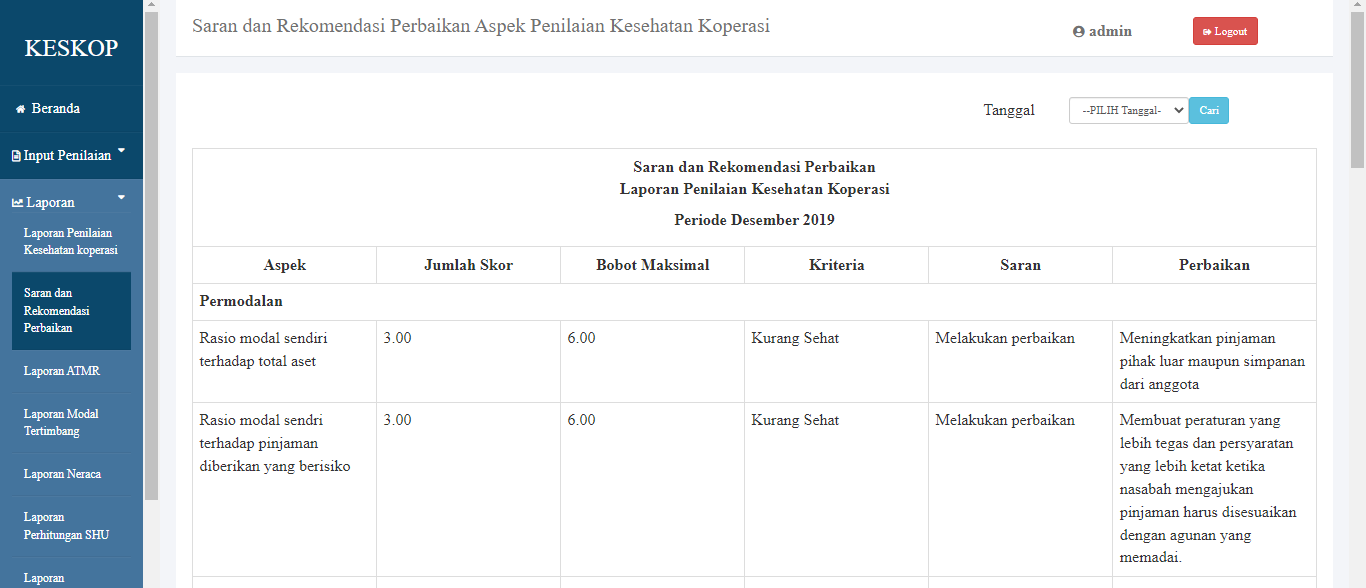 KESKOP
Beranda
Input Penilaian
Laporan
Laporan Penilaian
Kesehatan koperasi
Saran dan
Rekomendasi
Perbaikan
Laporan ATMR
Laporan Modal
Tertimbang
Laporan Neraca
Laporan
Perhitungan SHU
Laporan
Saran dan Rekomendasi Perbaikan Aspek Penilaian Kesehatan Koperasi
admin
Logout
Tanggal
--PILIH Tanggal-
Cari
Saran dan Rekomendasi Perbaikan
Laporan Penilaian Kesehatan Koperasi
Periode Desember 2019
Aspek Jumlah Skor Bobot Maksimal Kriteria Saran Perbaikan
Permodalan
Rasio modal sendiri
terhadap total aset
3.00
6.00
Kurang Sehat
Melakukan perbaikan
Meningkatkan pinjaman
pihak luar maupun simpanan
dari anggota
Rasio modal sendri
terhadap pinjaman
diberikan yang berisiko
3.00
6.00
Kurang Sehat
Melakukan perbaikan
Membuat peraturan yang
lebih tegas dan persyaratan
yang lebih ketat ketika
nasabah mengajukan
pinjaman harus disesuaikan
dengan agunan yang
memadai.